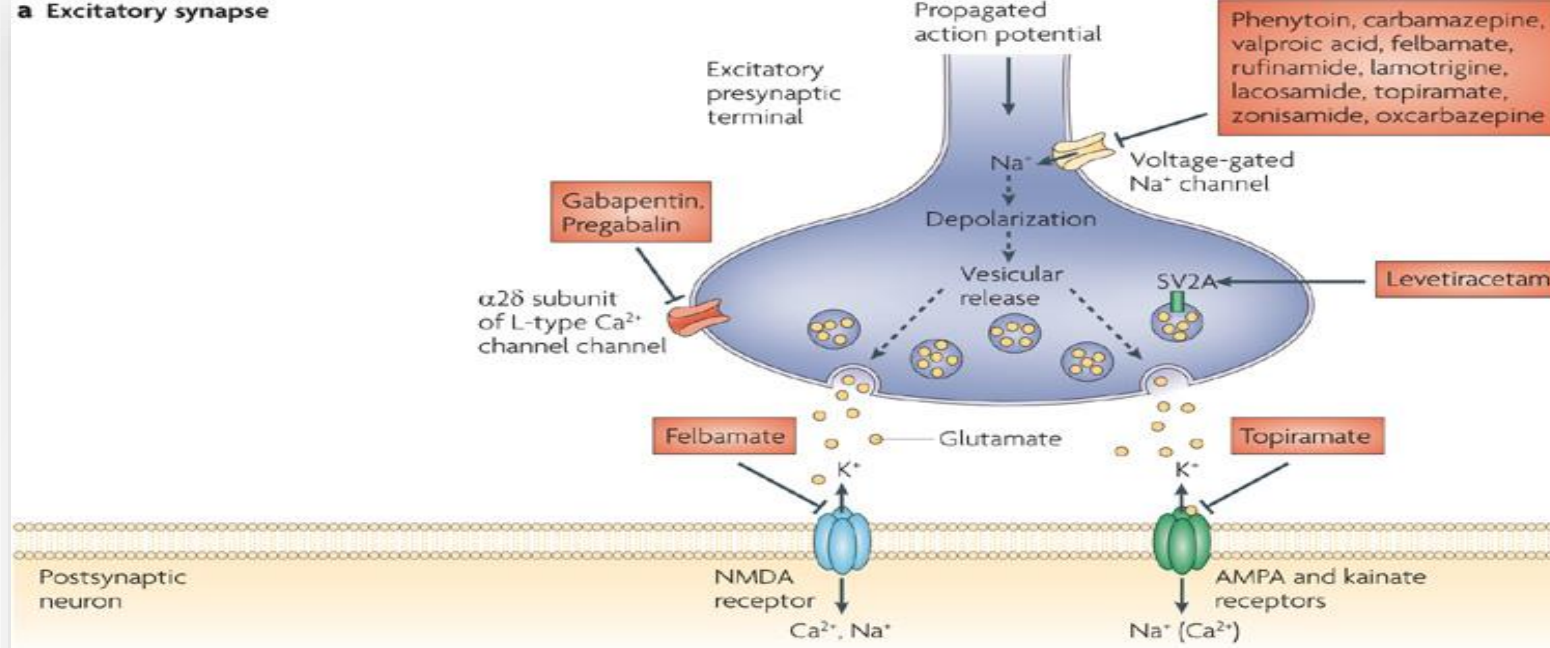 a Excitatory synapse
Propagated
action potential
Phenytoin, carbamazepine,
valproic acid, felbamate,
rufinamide, lamotrigine,
lacosamide, topiramate,
zonisamide, oxcarbazepine
Excitatory
presynaptic
terminal
Na⁺
Voltage-gated
Na⁺ channel
Gabapentin.
Pregabalin
Depolarization
Vesicular
release
SV2A
Levetiracetam
α2δ subunit
of L-type Ca²⁺
channel channel
Felbamate
Glutamate
Topiramate
K⁺
K⁺
Postsynaptic
neuron
NMDA
receptor
Ca²⁺, Na⁺
AMPA and kainate
receptors
Na⁺ (Ca²⁺)